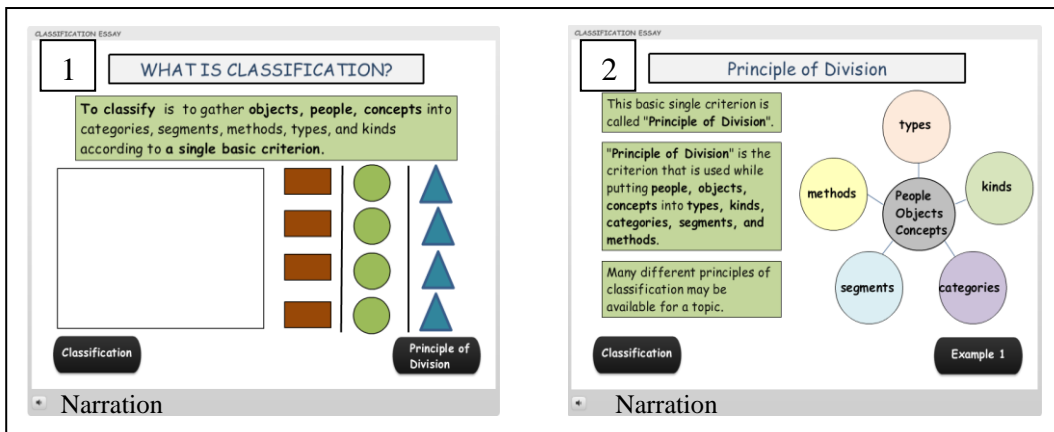 CLASSIFICATION ESSAY
1
WHAT IS CLASSIFICATION?
To classify is to gather objects, people, concepts into
categories, segments, methods, types, and kinds
according to a single basic criterion.
Classification
Principle of
Division
Narration
CLASSIFICATION ESSAY
2
Principle of Division
This basic single criterion is
called "Principle of Division".
"Principle of Division" is the
criterion that is used while
putting people, objects,
concepts into types, kinds,
categories, segments, and
methods.
Many different principles of
classification may be
available for a topic.
types
methods
kinds
People
Objects
Concepts
segments
categories
Classification
Example 1
Narration